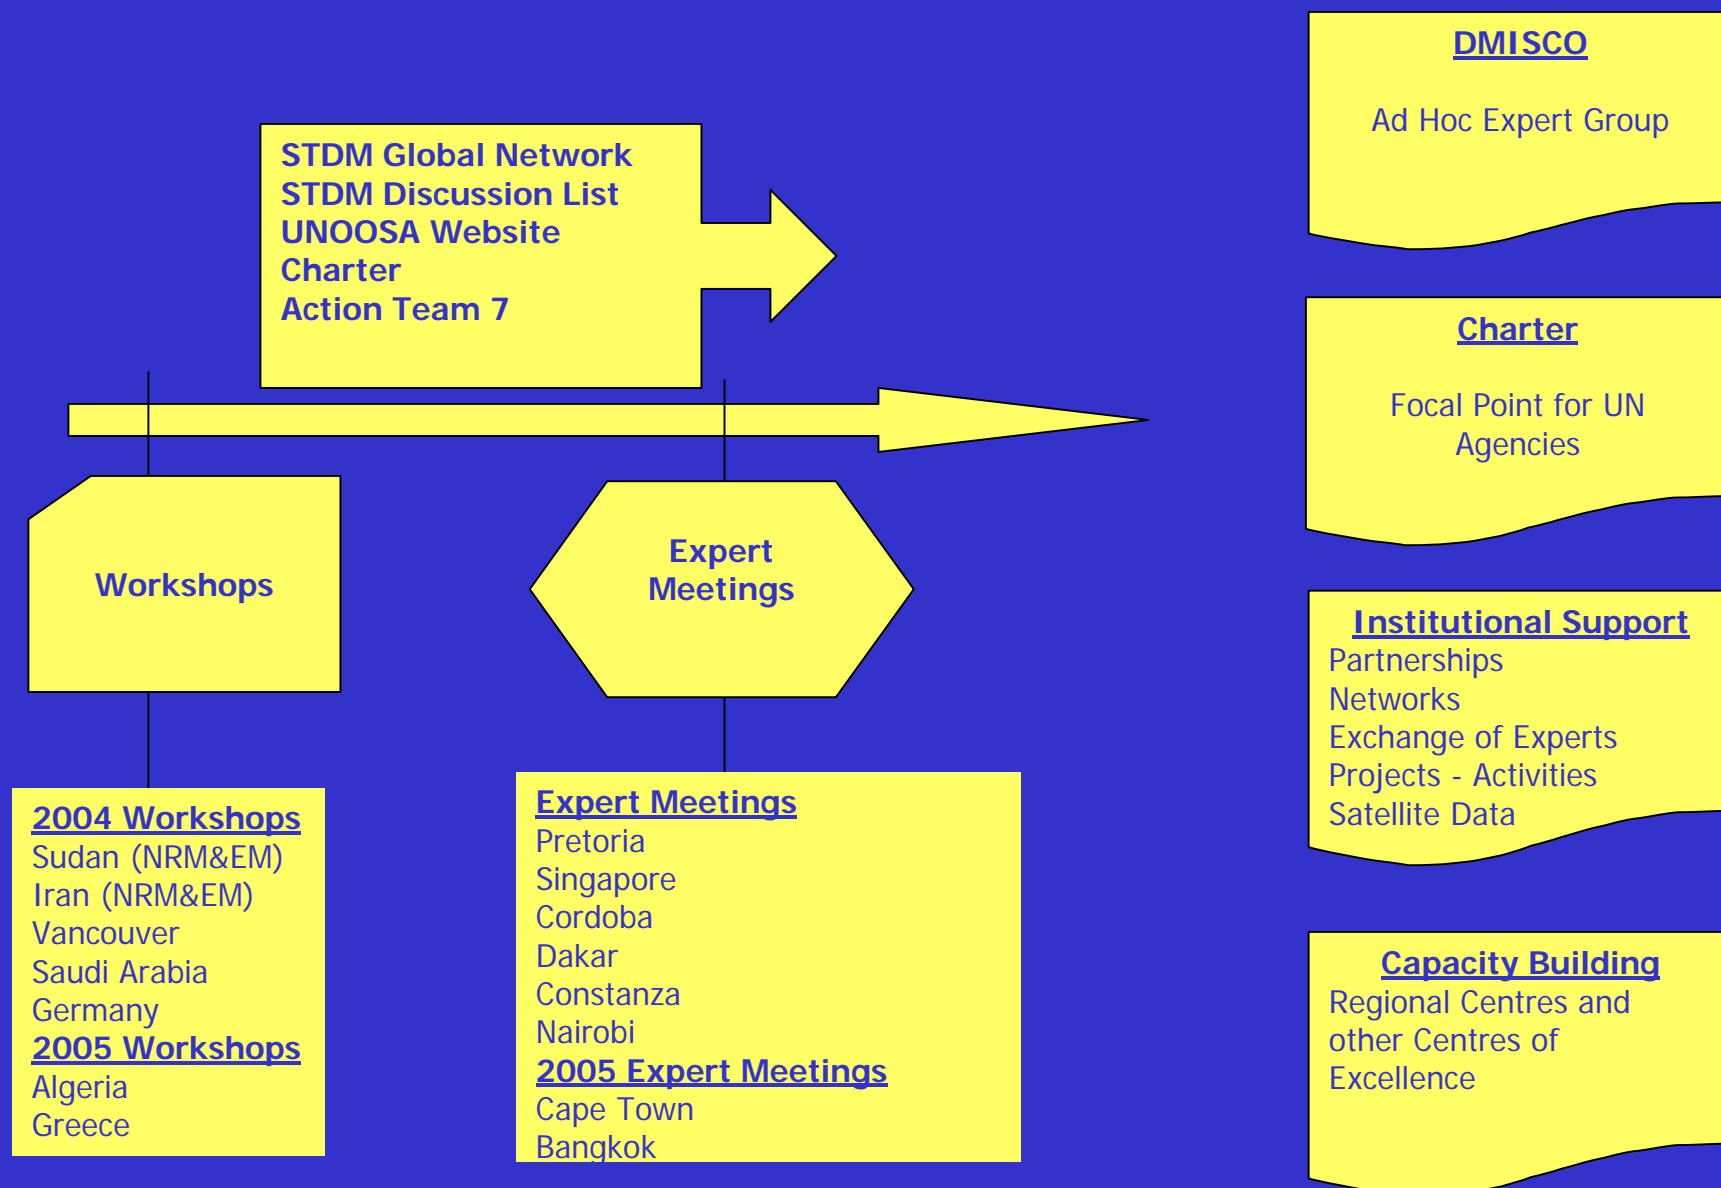 STDM Global Network
STDM Discussion List
UNOOSA Website
Charter
Action Team 7
Workshops
Expert
Meetings
2004 Workshops
Sudan (NRM&EM)
Iran (NRM&EM)
Vancouver
Saudi Arabia
Germany
2005 Workshops
Algeria
Greece
Expert Meetings
Pretoria
Singapore
Cordoba
Dakar
Constanza
Nairobi
2005 Expert Meetings
Cape Town
Bangkok
DMISCO
Ad Hoc Expert Group
Charter
Focal Point for UN
Agencies
Institutional Support
Partnerships
Networks
Exchange of Experts
Projects - Activities
Satellite Data
Capacity Building
Regional Centres and
other Centres of
Excellence